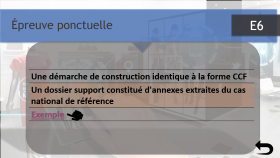 Épreuve ponctuelle
E6
Une démarche de construction identique à la forme CCF
Un dossier support constitué d'annexes extraites du cas
national de référence
Exemple